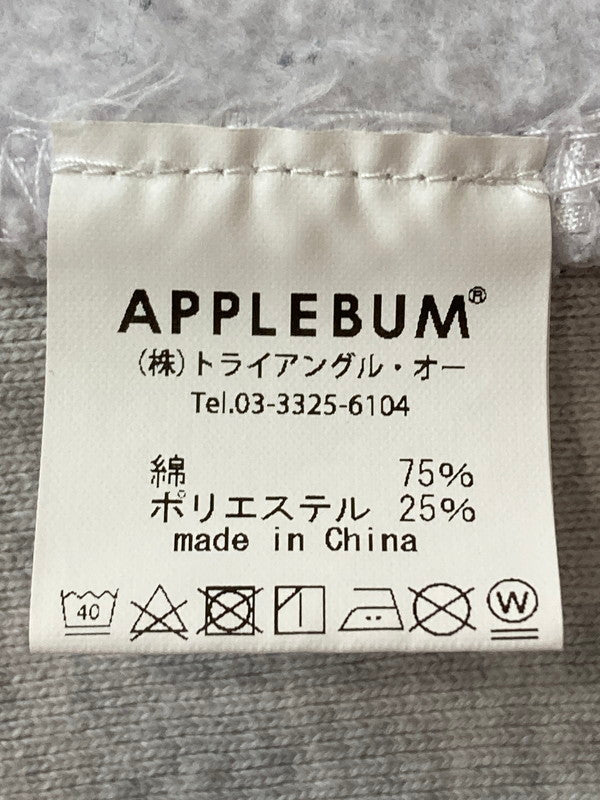 APPLEBUM®
(株)トライアングル・オー
Tel.03-3325-6104
綿 75%
ポリエステル 25%
made in China
40 W